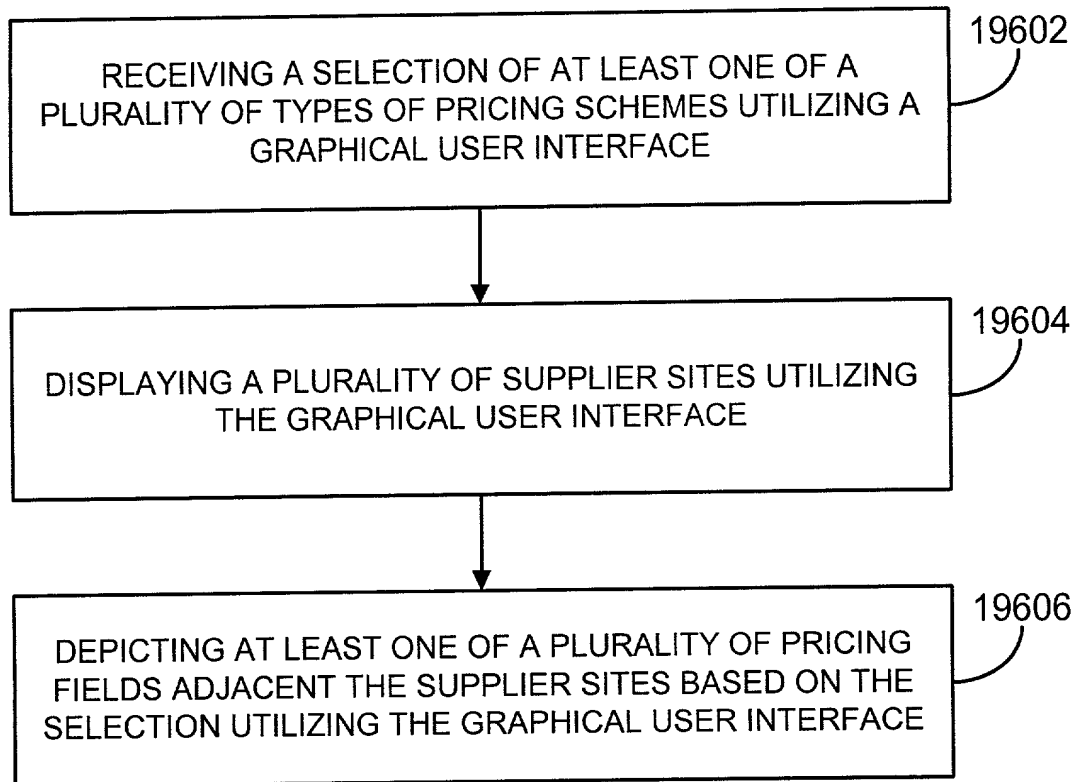 19602
RECEIVING A SELECTION OF AT LEAST ONE OF A
PLURALITY OF TYPES OF PRICING SCHEMES UTILIZING A
GRAPHICAL USER INTERFACE
19604
DISPLAYING A PLURALITY OF SUPPLIER SITES UTILIZING
THE GRAPHICAL USER INTERFACE
19606
DEPICTING AT LEAST ONE OF A PLURALITY OF PRICING
FIELDS ADJACENT THE SUPPLIER SITES BASED ON THE
SELECTION UTILIZING THE GRAPHICAL USER INTERFACE